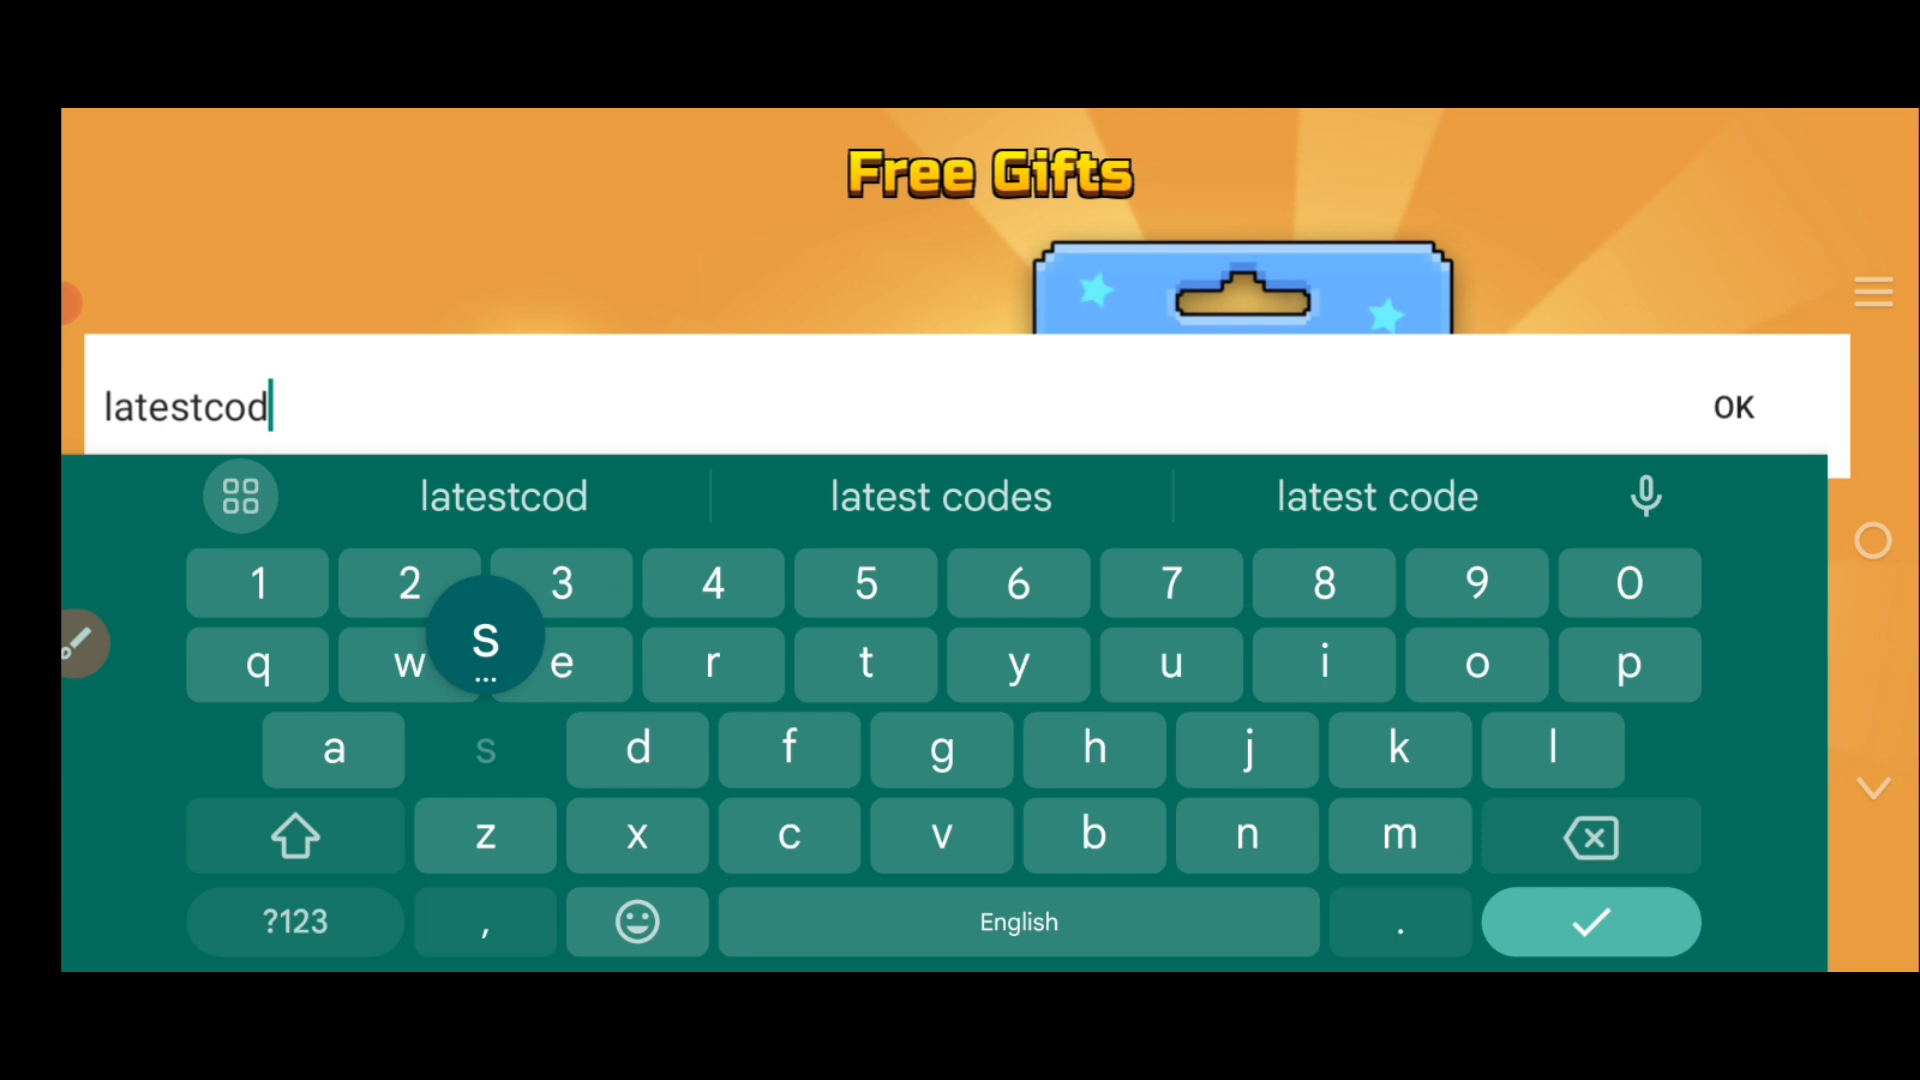 Free Gifts
latestcod
OK
latestcod latest codes latest code
1 2 3 4 5 6 7 8 9 0
q w s e r t y u i o p
...
a s d f g h j k l
z x c v b n m
?123 , English .